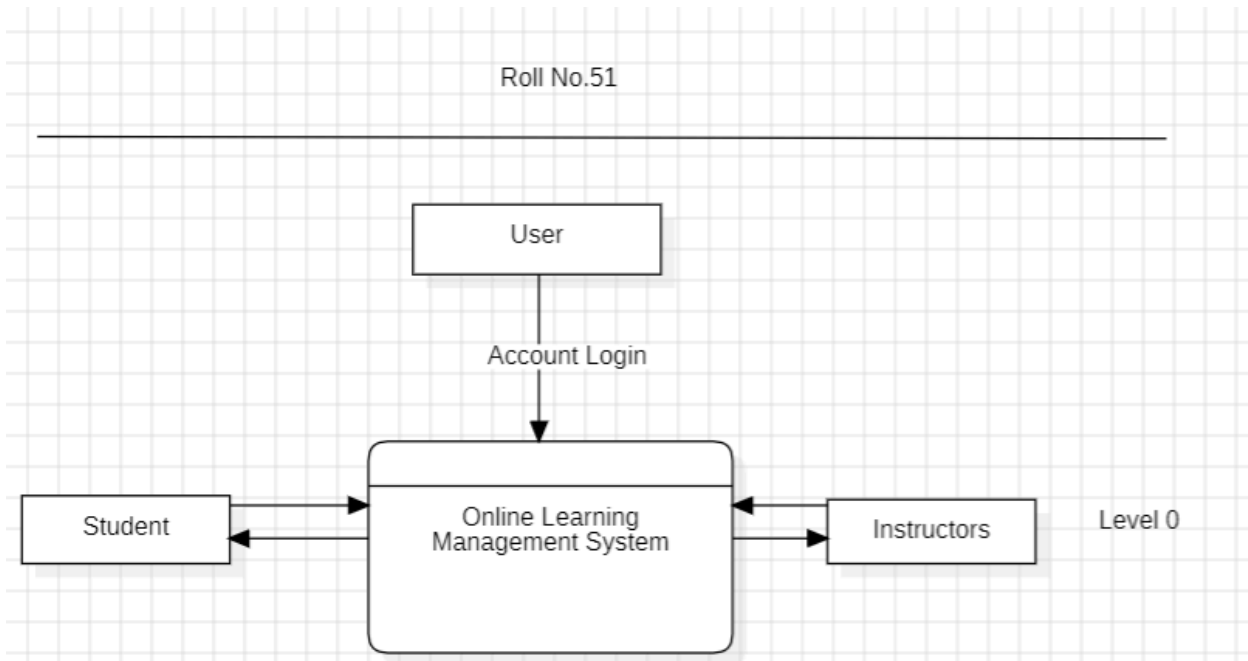 Roll No.51
User
Account Login
Student
Online Learning
Management System
Instructors
Level 0